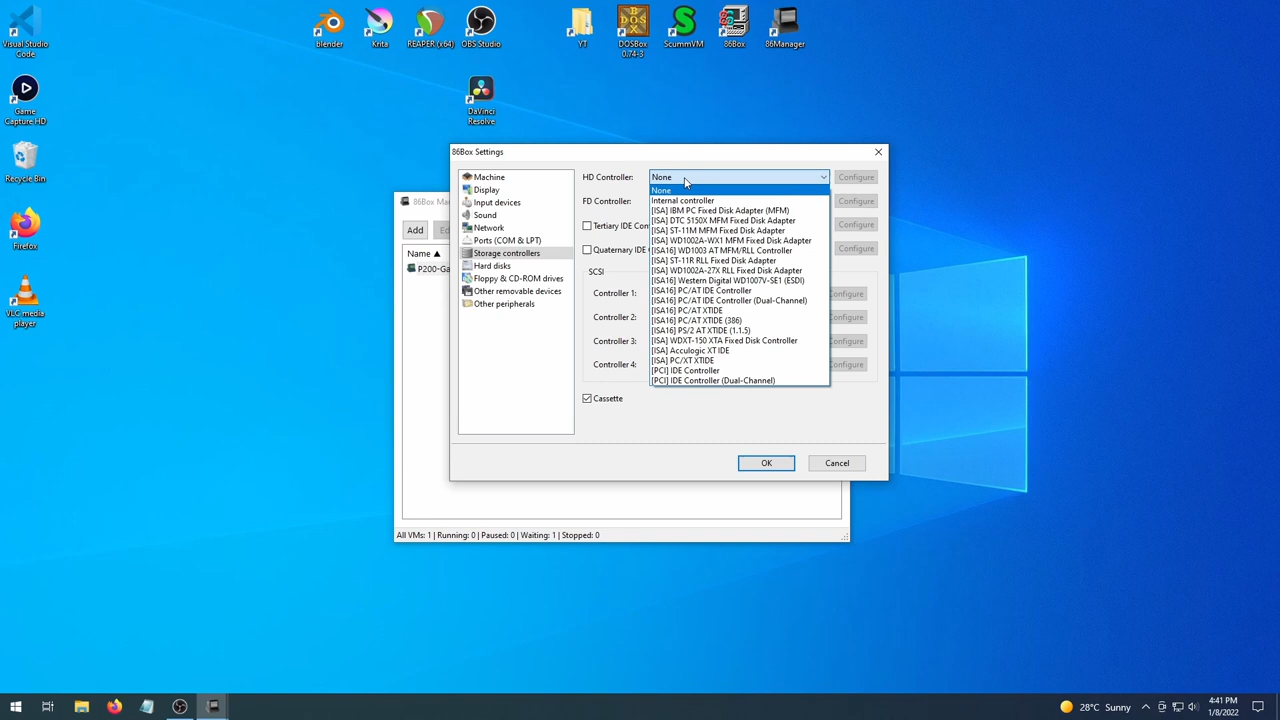 Visual Studio
Code
blender
Krita
REAPER (x64)
OBS Studio
YT
DOSBox
0.74-3
ScummVM
86Box
86Manager
Game
Capture HD
DaVinci
Resolve
Recycle Bin
Firefox
VLC media
player
86Box Settings
Machine
Display
Input devices
Sound
Network
Ports (COM & LPT)
Storage controllers
Hard disks
Floppy & CD-ROM drives
Other removable devices
Other peripherals
HD Controller:
None
Configure
FD Controller:
Tertiary IDE Con
Quaternary IDE
SCSI
Controller 1:
Controller 2:
Controller 3:
Controller 4:
onfigure
onfigure
onfigure
onfigure
None
Internal controller
[ISA] IBM PC Fixed Disk Adapter (MFM)
[ISA] DTC 5150X MFM Fixed Disk Adapter
[ISA] ST-11M MFM Fixed Disk Adapter
[ISA] WD1002A-WX1 MFM Fixed Disk Adapter
[ISA16] WD1003 AT MFM/RLL Controller
[ISA] ST-11R RLL Fixed Disk Adapter
[ISA] WD1002A-27X RLL Fixed Disk Adapter
[ISA16] Western Digital WD1007V-SE1 (ESDI)
[ISA16] PC/AT IDE Controller
[ISA16] PC/AT IDE Controller (Dual-Channel)
[ISA16] PC/AT XTIDE
[ISA16] PC/AT XTIDE (386)
[ISA16] PS/2 AT XTIDE (1.1.5)
[ISA] WDXT-150 XTA Fixed Disk Controller
[ISA] Acculogic XT IDE
[ISA] PC/XT XTIDE
[PCI] IDE Controller
[PCI] IDE Controller (Dual-Channel)
Configure
Configure
Configure
Cassette
OK
Cancel
86Box Ma
Add
Ed
Name
P200-Ga
All VMs: 1 | Running: 0 | Paused: 0 | Waiting: 1 | Stopped: 0
28°C Sunny
4:41 PM
1/8/2022